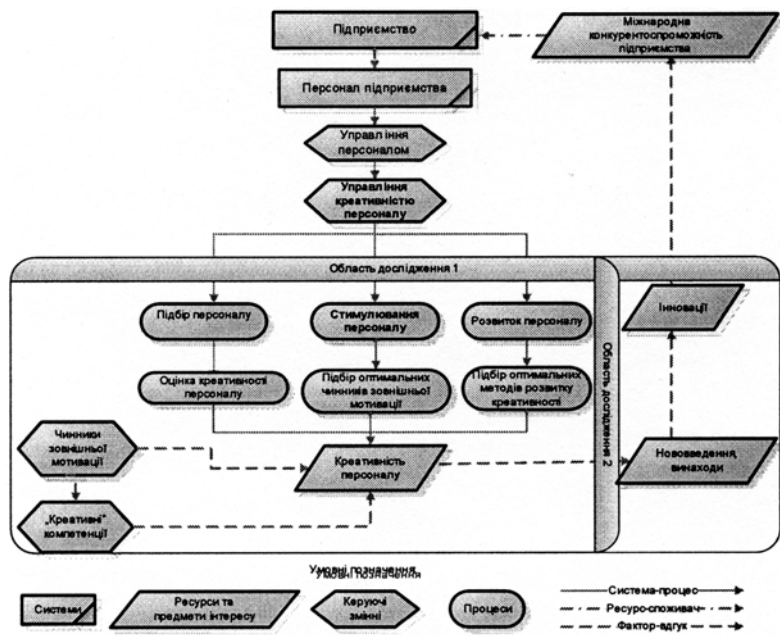 Підприємство
Міжнародна
конкурентоспроможність
підприємства
Персонал підприємства
Управління
персоналом
Управління
креативністю
персоналу
Область дослідження 1
Підбір персоналу
Стимулювання
персоналу
Розвиток персоналу
Інновації
Область дослідження 2
Оцінка креативності
персоналу
Підбір оптимальних
чинників зовнішньої
мотивації
Підбір оптимальних
методів розвитку
креативності
Чинники
зовнішньої
мотивації
Креативність
персоналу
Нововведення,
винаходи
„Креативні"
компетенції
Умовні позначення
Умовні позначення
Системи
Ресурси та
предмети інтересу
Керуючі
змінні
Процеси
Система-процес
Ресурс-споживач
Фактор-відгук